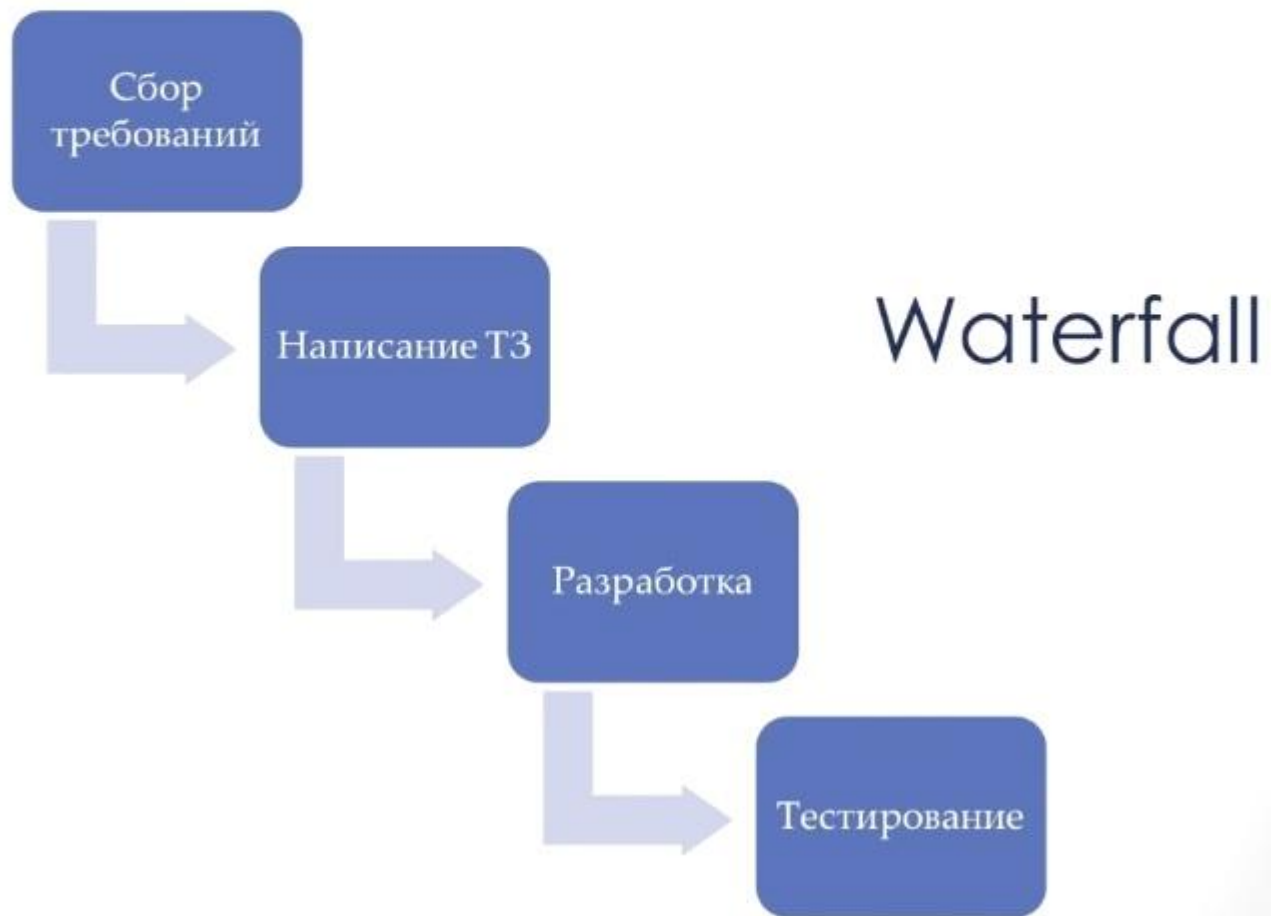 Сбор
требований
Написание ТЗ
Waterfall
Разработка
Тестирование